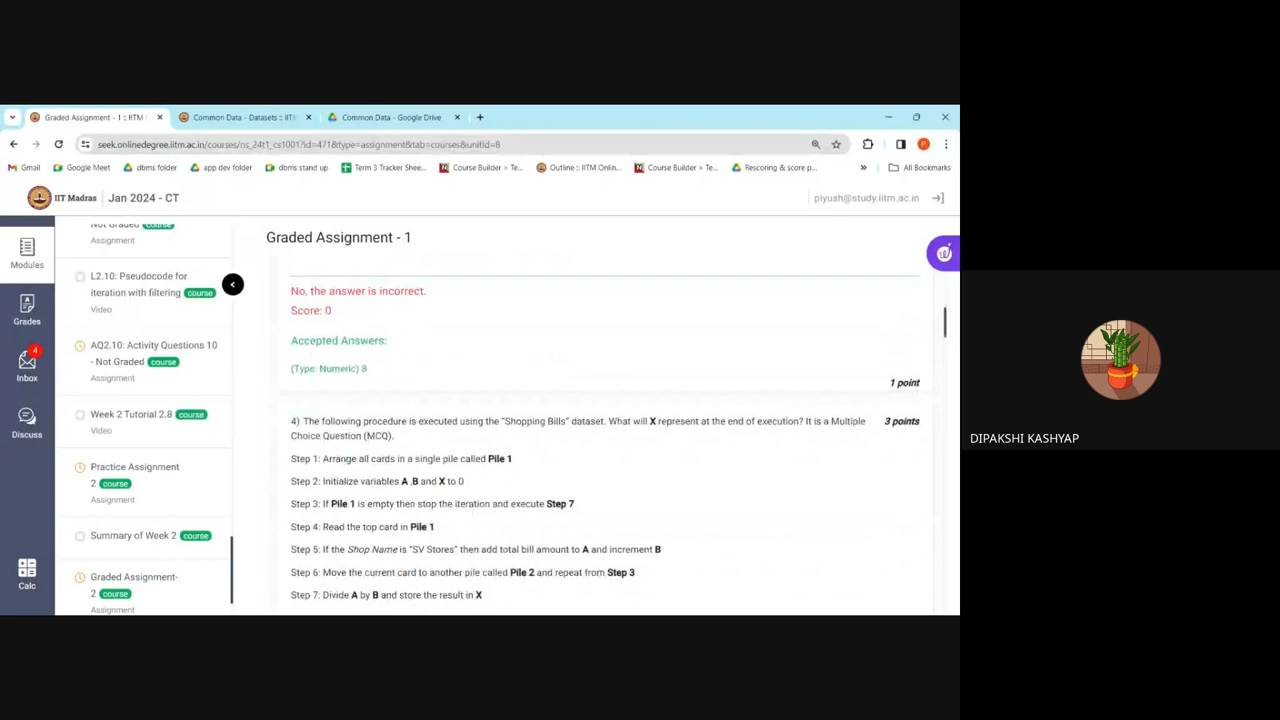 Graded Assignment - 1 :: IITM
Common Data - Datasets :: IITM
Common Data - Google Drive
seek.onlinedegree.iitm.ac.in/courses/ns_24t1_cs1001?id=471&type=assignment&tab=courses&unitId=8
P
Gmail
Google Meet
dbms folder
app dev folder
dbms stand up
Term 3 Tracker Shee...
Course Builder > Te...
Outline :: IITM Onlin...
Course Builder > Te...
Rescoring & score p...
»
All Bookmarks
IIT Madras
Jan 2024 - CT
piyush@study.iitm.ac.in
Modules
Grades
4
Inbox
Discuss
Calc
Not Graded course
Assignment
L2.10: Pseudocode for
iteration with filtering course
Video
AQ2.10: Activity Questions 10
- Not Graded course
Assignment
Week 2 Tutorial 2.8 course
Video
Practice Assignment
2 course
Assignment
Summary of Week 2 course
Graded Assignment-
2 course
Assignment
Graded Assignment - 1
No, the answer is incorrect.
Score: 0
Accepted Answers:
(Type: Numeric) 8
1 point
4) The following procedure is executed using the "Shopping Bills" dataset. What will X represent at the end of execution? It is a Multiple
Choice Question (MCQ).
3 points
Step 1: Arrange all cards in a single pile called Pile 1
Step 2: Initialize variables A ,B and X to 0
Step 3: If Pile 1 is empty then stop the iteration and execute Step 7
Step 4: Read the top card in Pile 1
Step 5: If the Shop Name is "SV Stores" then add total bill amount to A and increment B
Step 6: Move the current card to another pile called Pile 2 and repeat from Step 3
Step 7: Divide A by B and store the result in X
DIPAKSHI KASHYAP